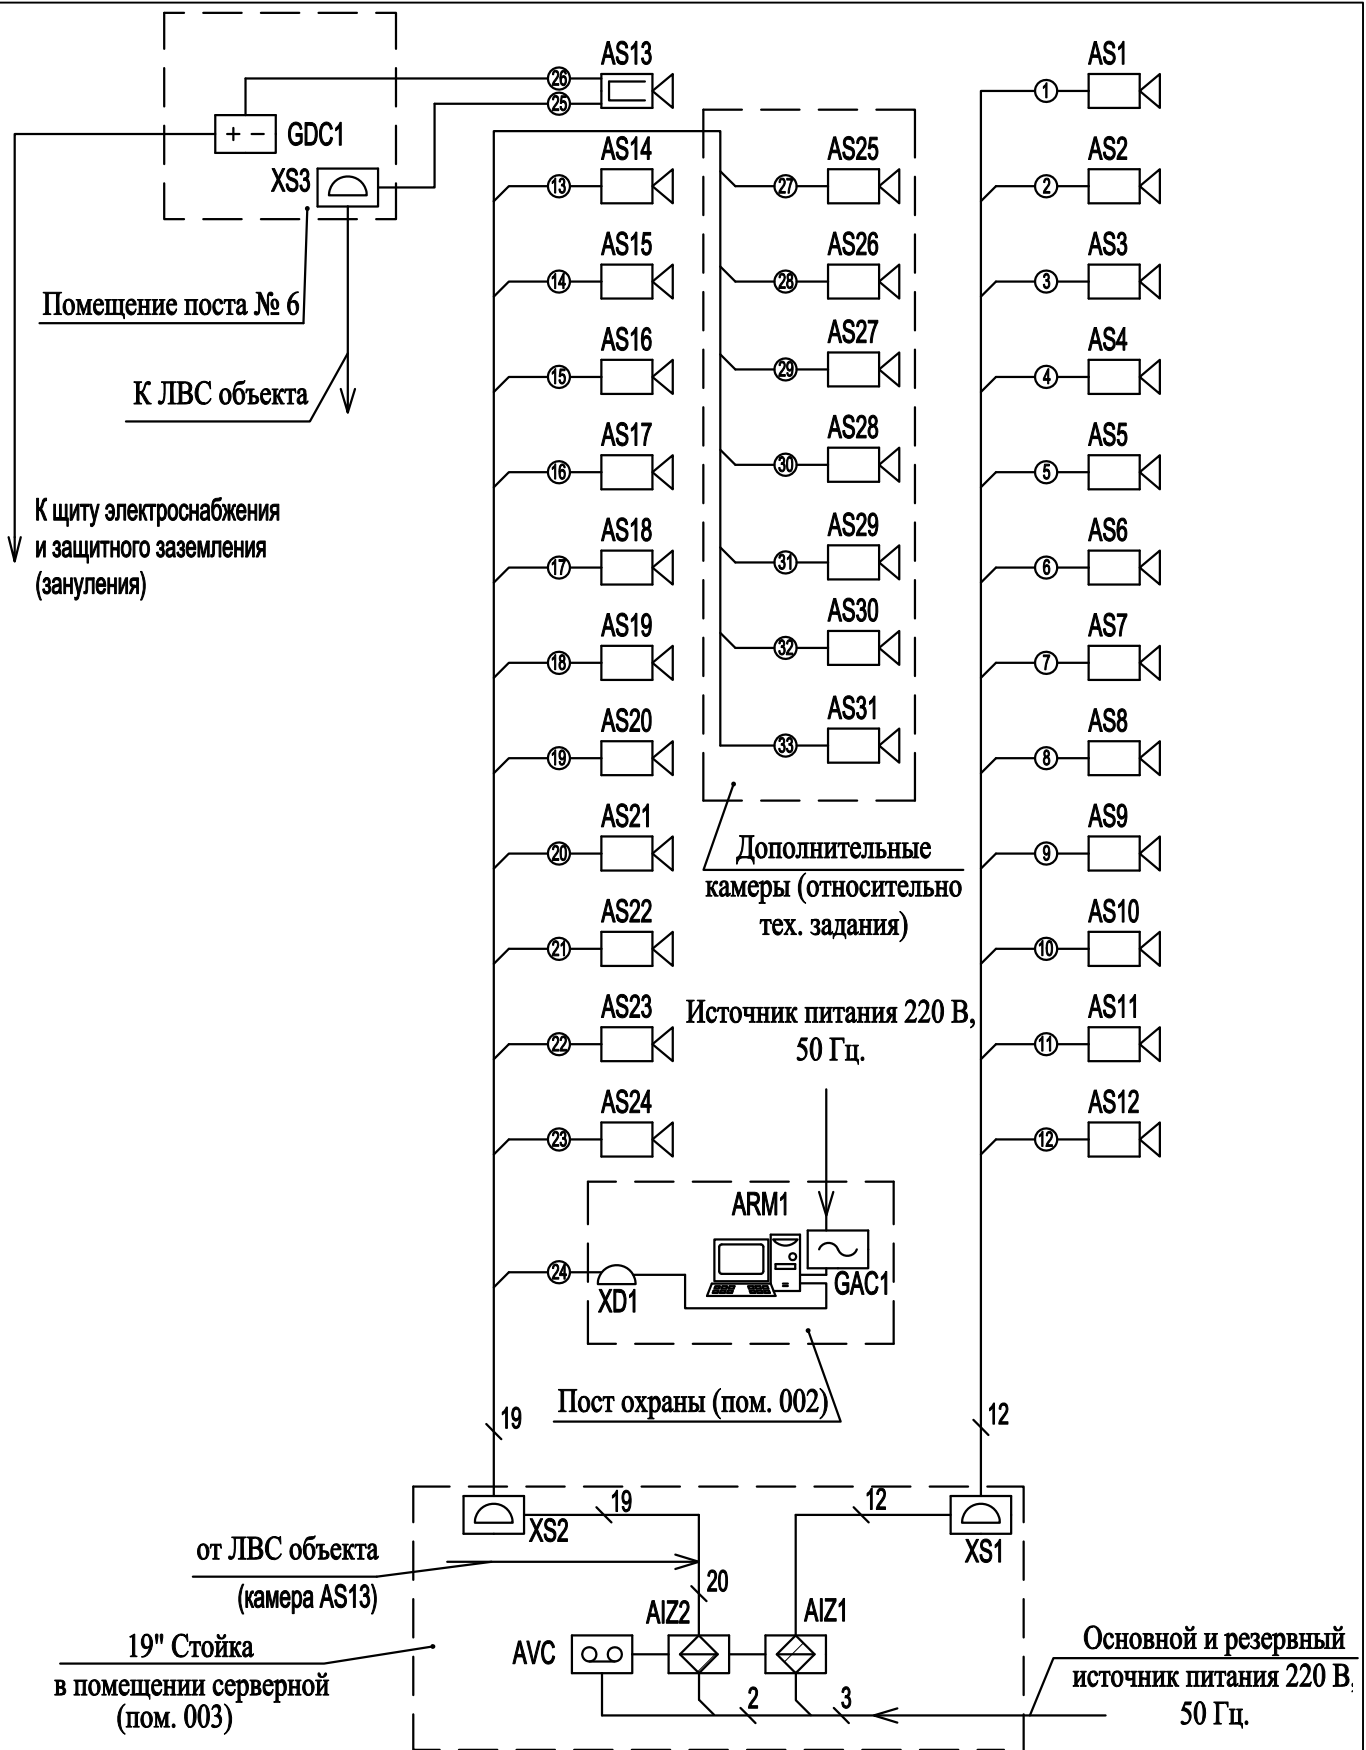 AS13
26
25
GDC1
+ −
XS3
Помещение поста № 6
К ЛВС объекта
К щиту электроснабжения
и защитного заземления
(зануления)
AS14
13
AS15
14
AS16
15
AS17
16
AS18
17
AS19
18
AS20
19
AS21
20
AS22
21
AS23
22
AS24
23
AS25
27
AS26
28
AS27
29
AS28
30
AS29
31
AS30
32
AS31
33
Дополнительные
камеры (относительно
тех. задания)
AS1
1
AS2
2
AS3
3
AS4
4
AS5
5
AS6
6
AS7
7
AS8
8
AS9
9
AS10
10
AS11
11
AS12
12
Источник питания 220 В,
50 Гц.
ARM1
GAC1
24
XD1
Пост охраны (пом. 002)
19
12
19
12
XS2
XS1
от ЛВС объекта
(камера AS13)
20
AIZ2
AIZ1
AVC
19" Стойка
в помещении серверной
(пом. 003)
2
3
Основной и резервный
источник питания 220 В,
50 Гц.